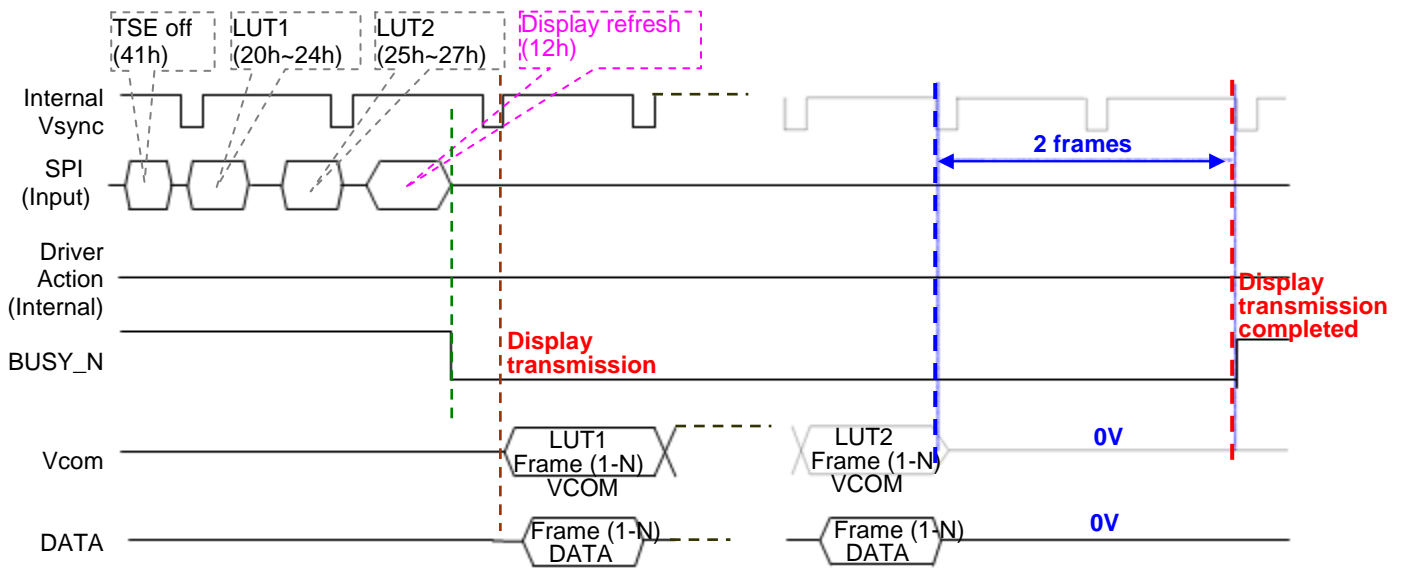 TSE off
(41h)
LUT1
(20h~24h)
LUT2
(25h~27h)
Display refresh
(12h)
Internal
Vsync
2 frames
SPI
(Input)
Driver
Action
(Internal)
Display
transmission
completed
BUSY_N
Display
transmission
Vcom
LUT1
Frame (1-N)
VCOM
LUT2
Frame (1-N)
VCOM
0V
DATA
Frame (1-N)
DATA
Frame (1-N)
DATA
0V